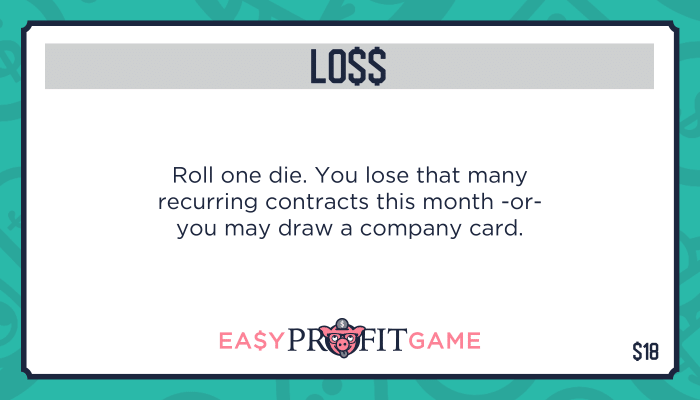 LO$$
Roll one die. You lose that many
recurring contracts this month -or-
you may draw a company card.
EA$YPROFITGAME
$18